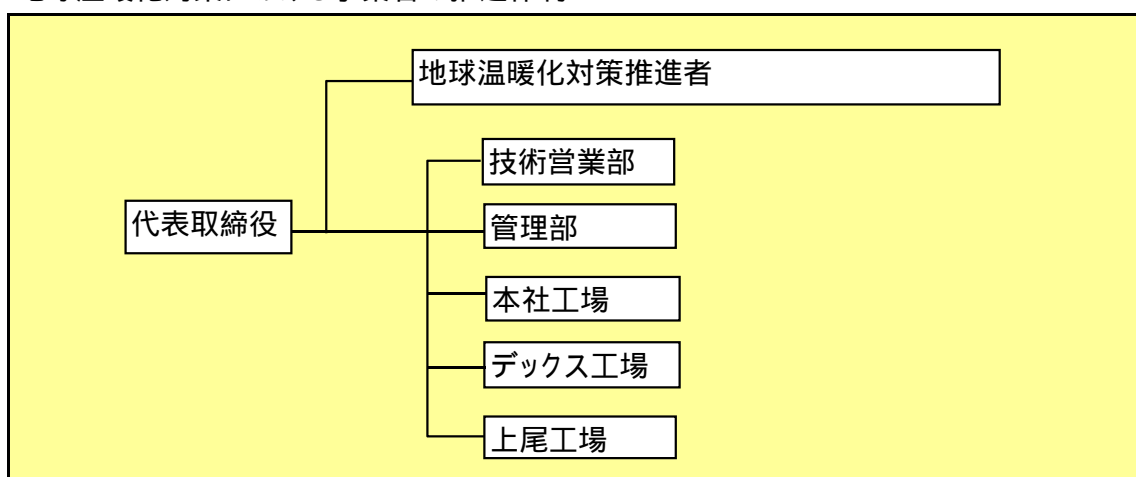 地球温暖化対策推進者
技術営業部
代表取締役
管理部
本社工場
デックス工場
上尾工場